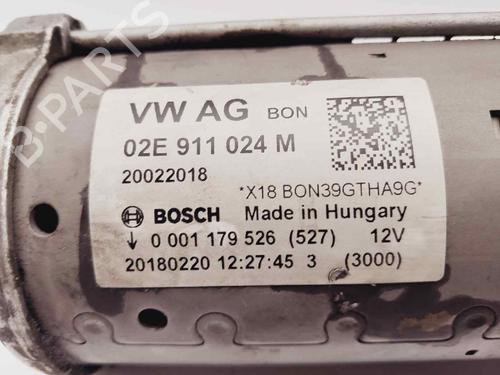 VW AG BON
02E 911 024 M
20022018
*X18 BON39GTHA9G*
BOSCH Made in Hungary
↓ 0 001 179 526 (527) 12V
20180220 12:27:45 3 (3000)
B-PARTS